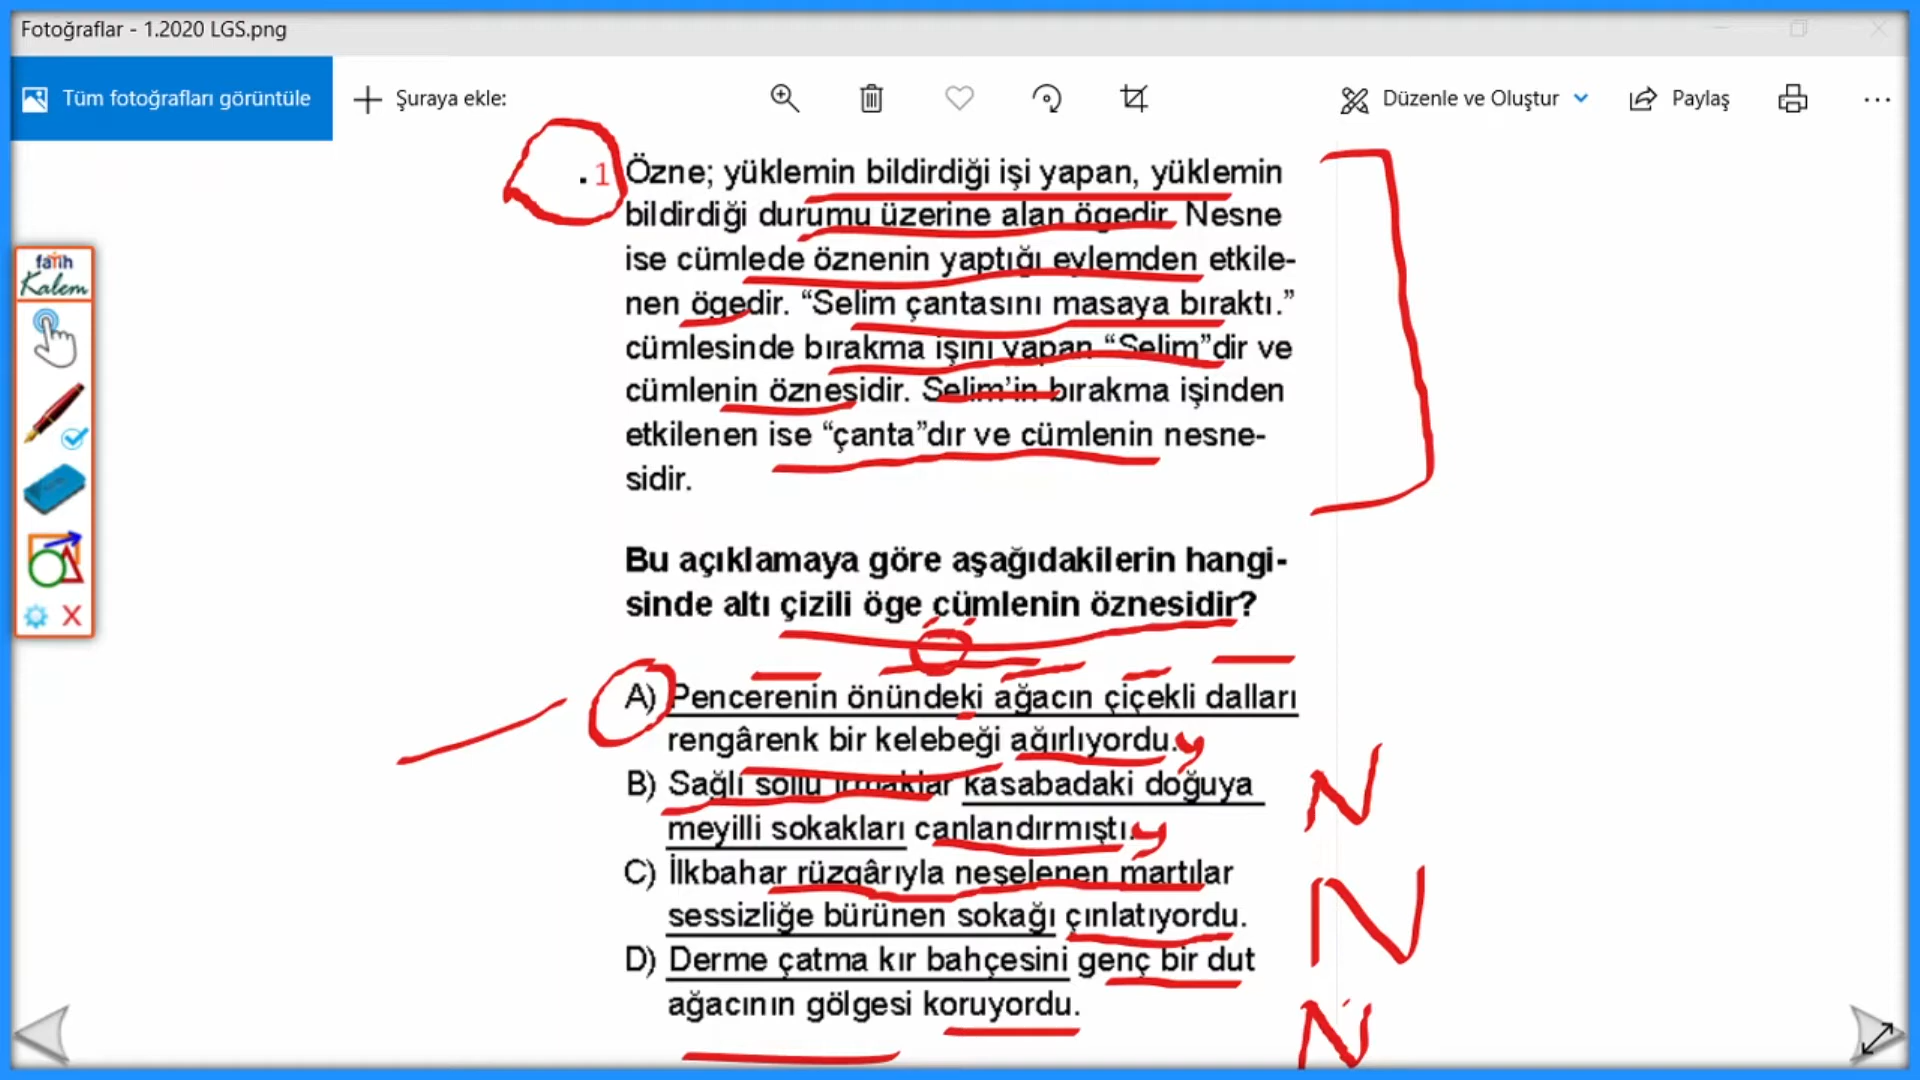 Fotoğraflar - 1.2020 LGS.png
Tüm fotoğrafları görüntüle
Şuraya ekle:
Düzenle ve Oluştur
Paylaş
fatih
Kalem
.1 Özne; yüklemin bildirdiği işi yapan, yüklemin
bildirdiği durumu üzerine alan ögedir. Nesne
ise cümlede öznenin yaptığı eylemden etkile-
nen ögedir. “Selim çantasını masaya bıraktı.”
cümlesinde bırakma işini yapan “Selim”dir ve
cümlenin öznesidir. Selim’in bırakma işinden
etkilenen ise “çanta”dır ve cümlenin nesne-
sidir.
Bu açıklamaya göre aşağıdakilerin hangi-
sinde altı çizili öge cümlenin öznesidir?
A) Pencerenin önündeki ağacın çiçekli dalları
rengârenk bir kelebeği ağırlıyordu. y
B) Sağlı sollu ırmaklar kasabadaki doğuya
meyilli sokakları canlandırmıştı. y
N
C) İlkbahar rüzgârıyla neşelenen martılar
sessizliğe bürünen sokağı çınlatıyordu.
N
D) Derme çatma kır bahçesini genç bir dut
ağacının gölgesi koruyordu.
N